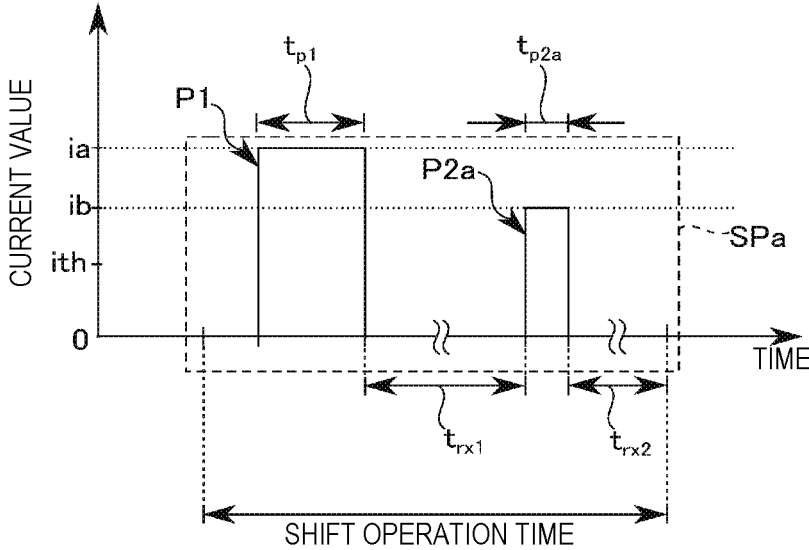 t_p1
t_p2a
P1
ia
P2a
ib
SPa
CURRENT VALUE
ith
0
TIME
t_rx1
t_rx2
SHIFT OPERATION TIME